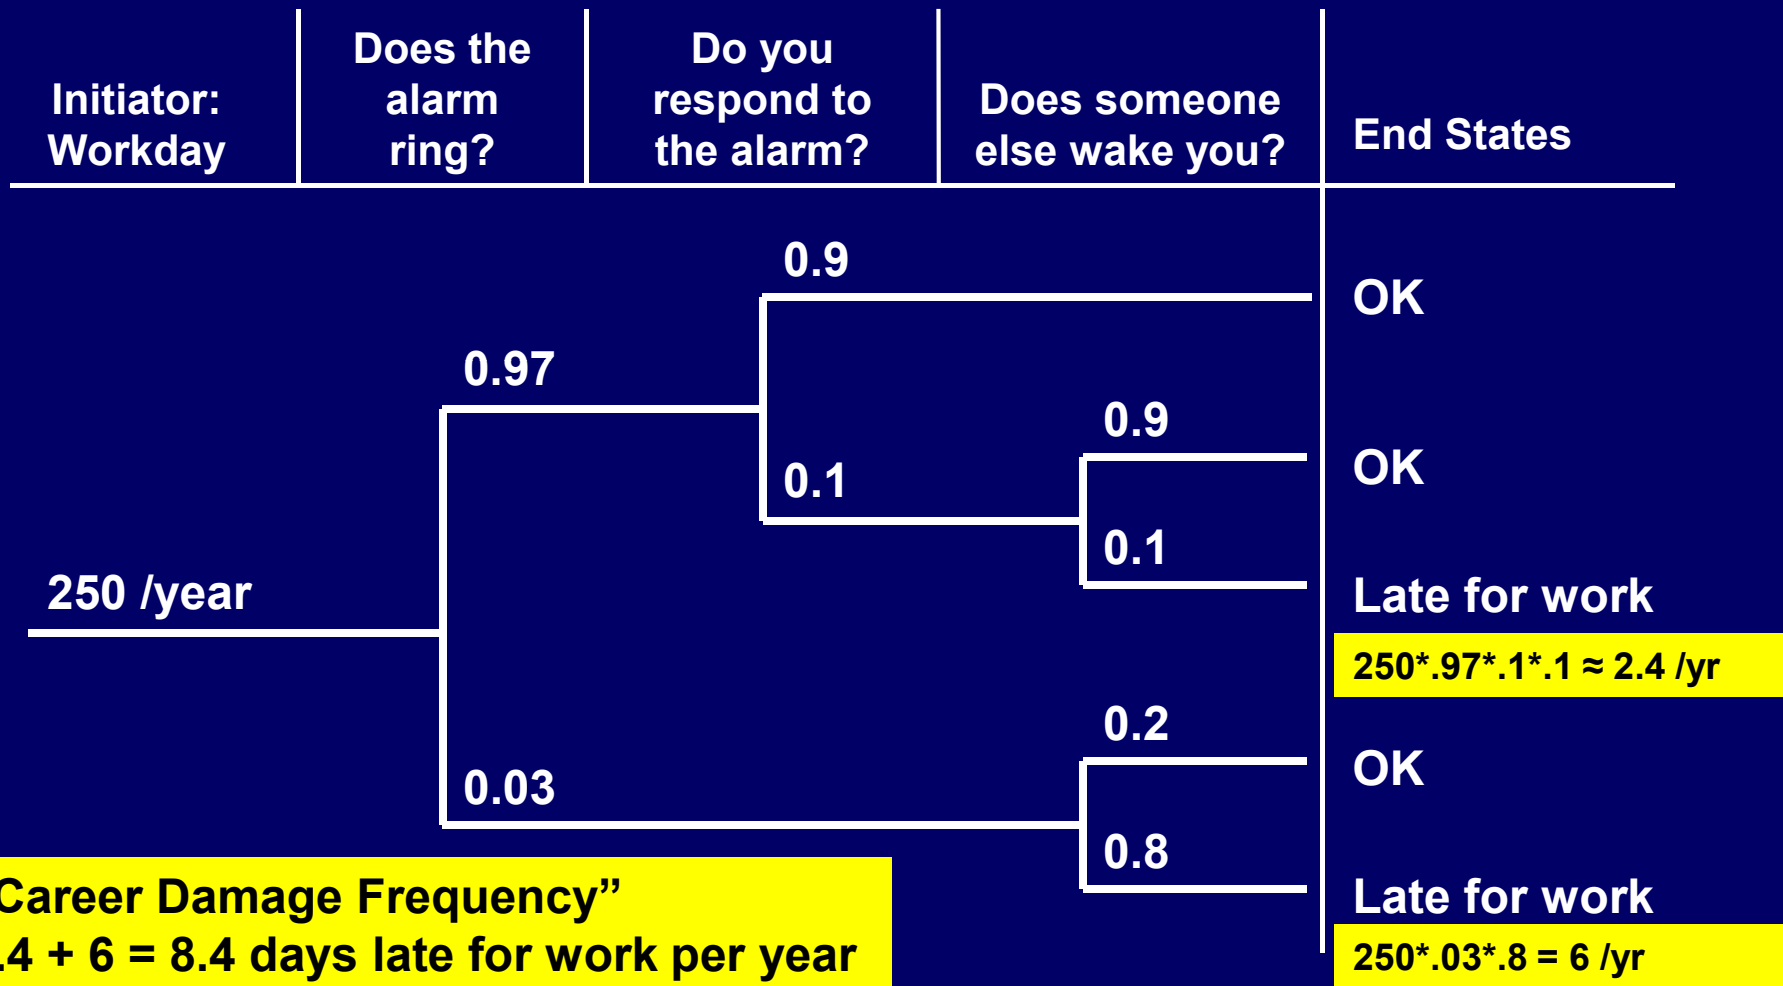 Initiator:
Workday
Does the
alarm
ring?
Do you
respond to
the alarm?
Does someone
else wake you?
End States
0.9
OK
0.97
0.9
OK
0.1
0.1
250 /year
Late for work
250*.97*.1*.1 ≈ 2.4 /yr
0.2
OK
0.03
0.8
Career Damage Frequency”
.4 + 6 = 8.4 days late for work per year
Late for work
250*.03*.8 = 6 /yr